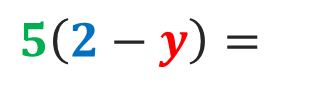 5(2 − y) =